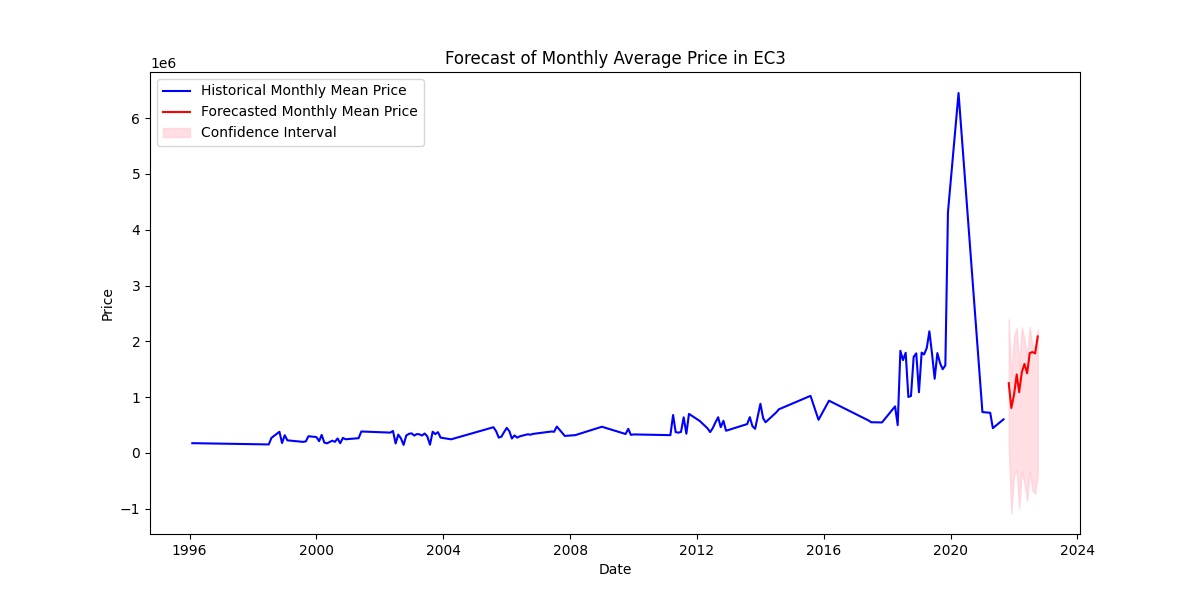 Forecast of Monthly Average Price in EC3
1e6
Historical Monthly Mean Price
Forecasted Monthly Mean Price
Confidence Interval
6
5
4
3
2
1
0
−1
Price
1996 2000 2004 2008 2012 2016 2020 2024
Date